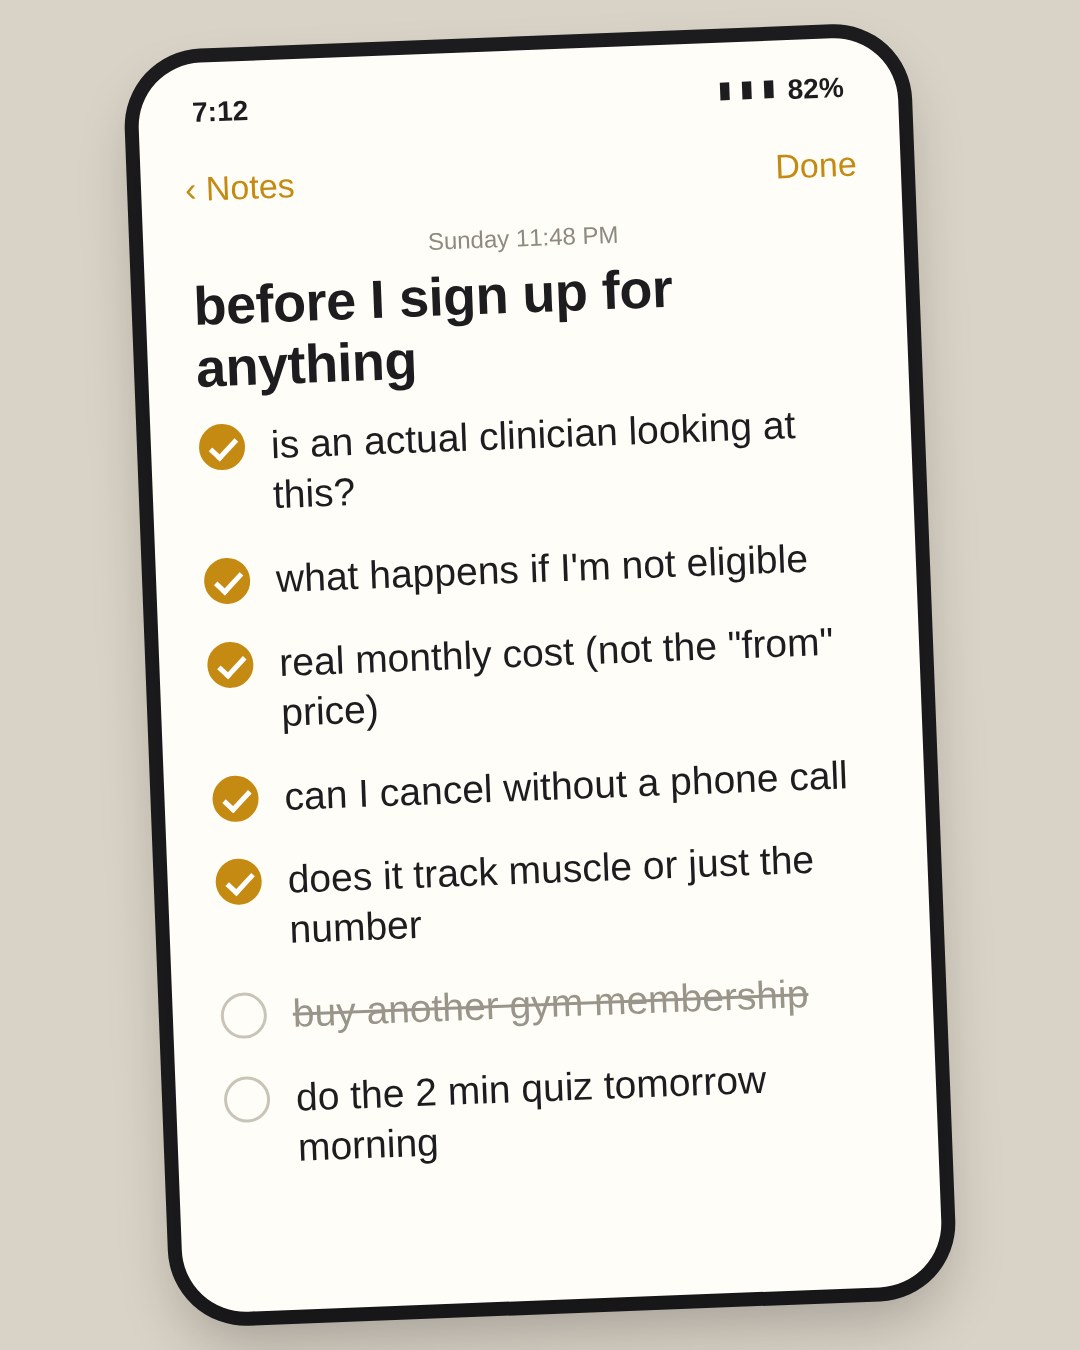 7:12
82%
‹ Notes
Done
Sunday 11:48 PM
before I sign up for
anything
is an actual clinician looking at
this?
what happens if I'm not eligible
real monthly cost (not the "from"
price)
can I cancel without a phone call
does it track muscle or just the
number
buy another gym membership
do the 2 min quiz tomorrow
morning